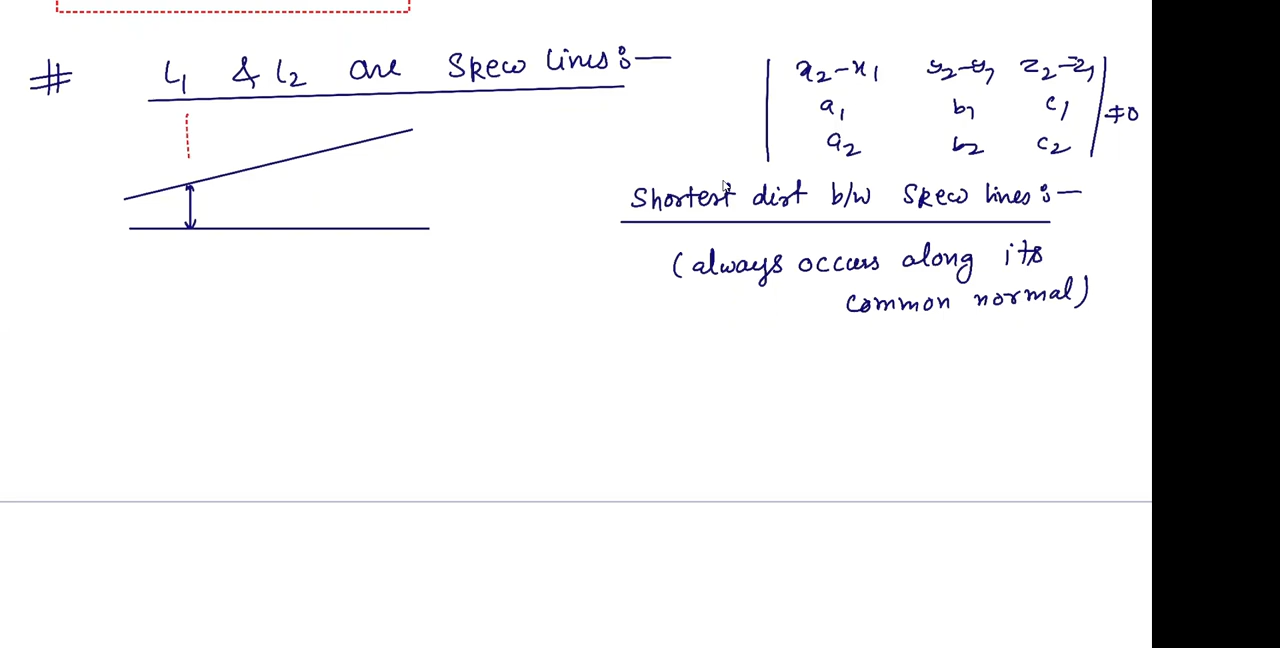 # L1 & L2 are Skew lines:—
| x2-x1 y2-y1 z2-z1 |
| a1 b1 c1 | ≠0
| a2 b2 c2 |
Shortest dist b/w Skew lines:—
(always occurs along its
common normal)